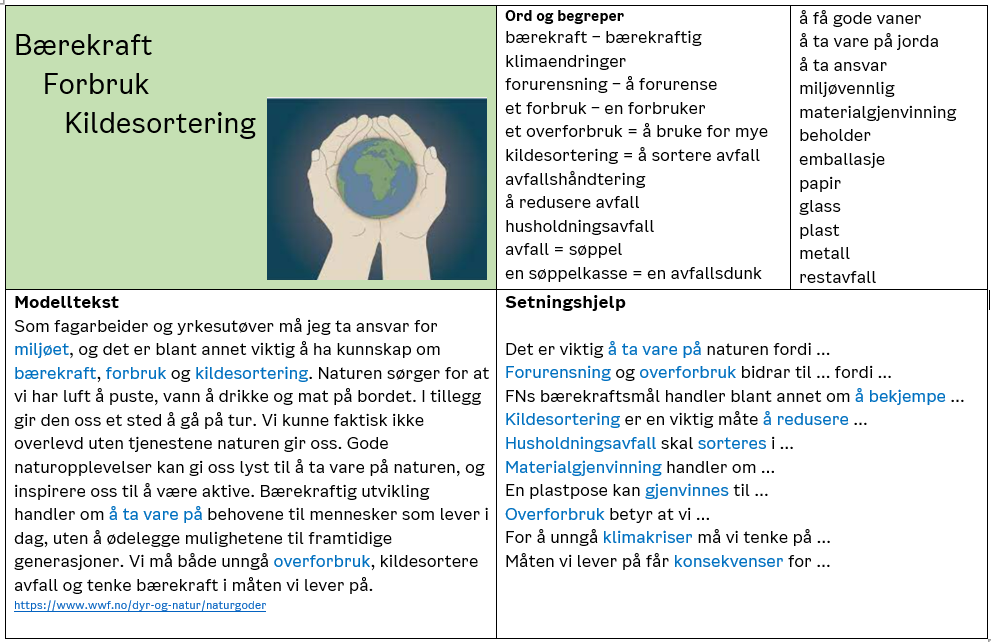 Bærekraft
Forbruk
Kildesortering
Ord og begreper
bærekraft – bærekraftig
klimaendringer
forurensning – å forurense
et forbruk – en forbruker
et overforbruk = å bruke for mye
kildesortering = å sortere avfall
avfallshåndtering
å redusere avfall
husholdningsavfall
avfall = søppel
en søppelkasse = en avfallsdunk
å få gode vaner
å ta vare på jorda
å ta ansvar
miljøvennlig
materialgjenvinning
beholder
emballasje
papir
glass
plast
metall
restavfall
Modelltekst
Som fagarbeider og yrkesutøver må jeg ta ansvar for
miljøet, og det er blant annet viktig å ha kunnskap om
bærekraft, forbruk og kildesortering. Naturen sørger for at
vi har luft å puste, vann å drikke og mat på bordet. I tillegg
gir den oss et sted å gå på tur. Vi kunne faktisk ikke
overlevd uten tjenestene naturen gir oss. Gode
naturopplevelser kan gi oss lyst til å ta vare på naturen, og
inspirere oss til å være aktive. Bærekraftig utvikling
handler om å ta vare på behovene til mennesker som lever i
dag, uten å ødelegge mulighetene til framtidige
generasjoner. Vi må både unngå overforbruk, kildesortere
avfall og tenke bærekraft i måten vi lever på.
https://www.wwf.no/dyr-og-natur/naturgoder
Setningshjelp
Det er viktig å ta vare på naturen fordi ...
Forurensning og overforbruk bidrar til ... fordi ...
FNs bærekraftsmål handler blant annet om å bekjempe ...
Kildesortering er en viktig måte å redusere ...
Husholdningsavfall skal sorteres i ...
Materialgjenvinning handler om ...
En plastpose kan gjenvinnes til ...
Overforbruk betyr at vi ...
For å unngå klimakriser må vi tenke på ...
Måten vi lever på får konsekvenser for ...